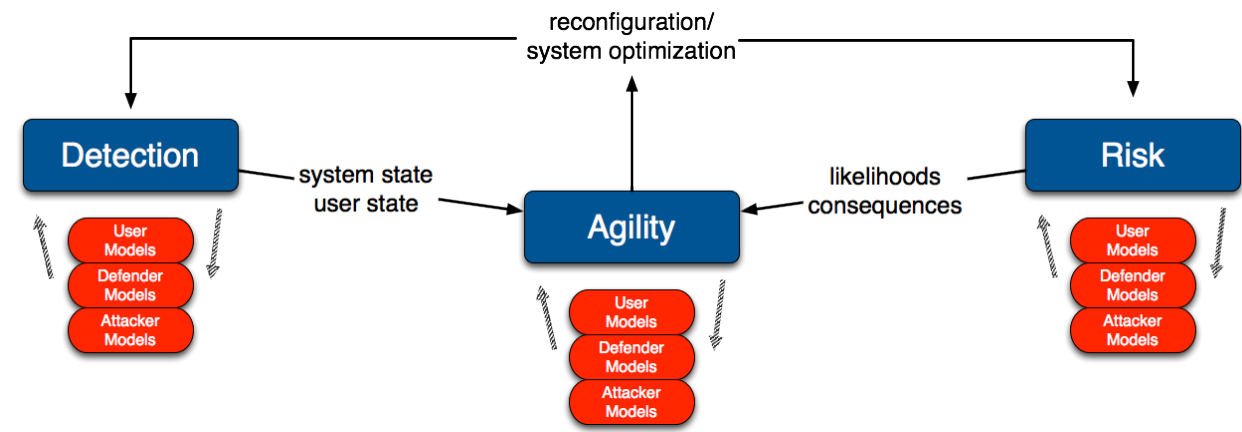 reconfiguration/
system optimization
Detection
system state
user state
Agility
likelihoods
consequences
Risk
User
Models
Defender
Models
Attacker
Models
User
Models
Defender
Models
Attacker
Models
User
Models
Defender
Models
Attacker
Models